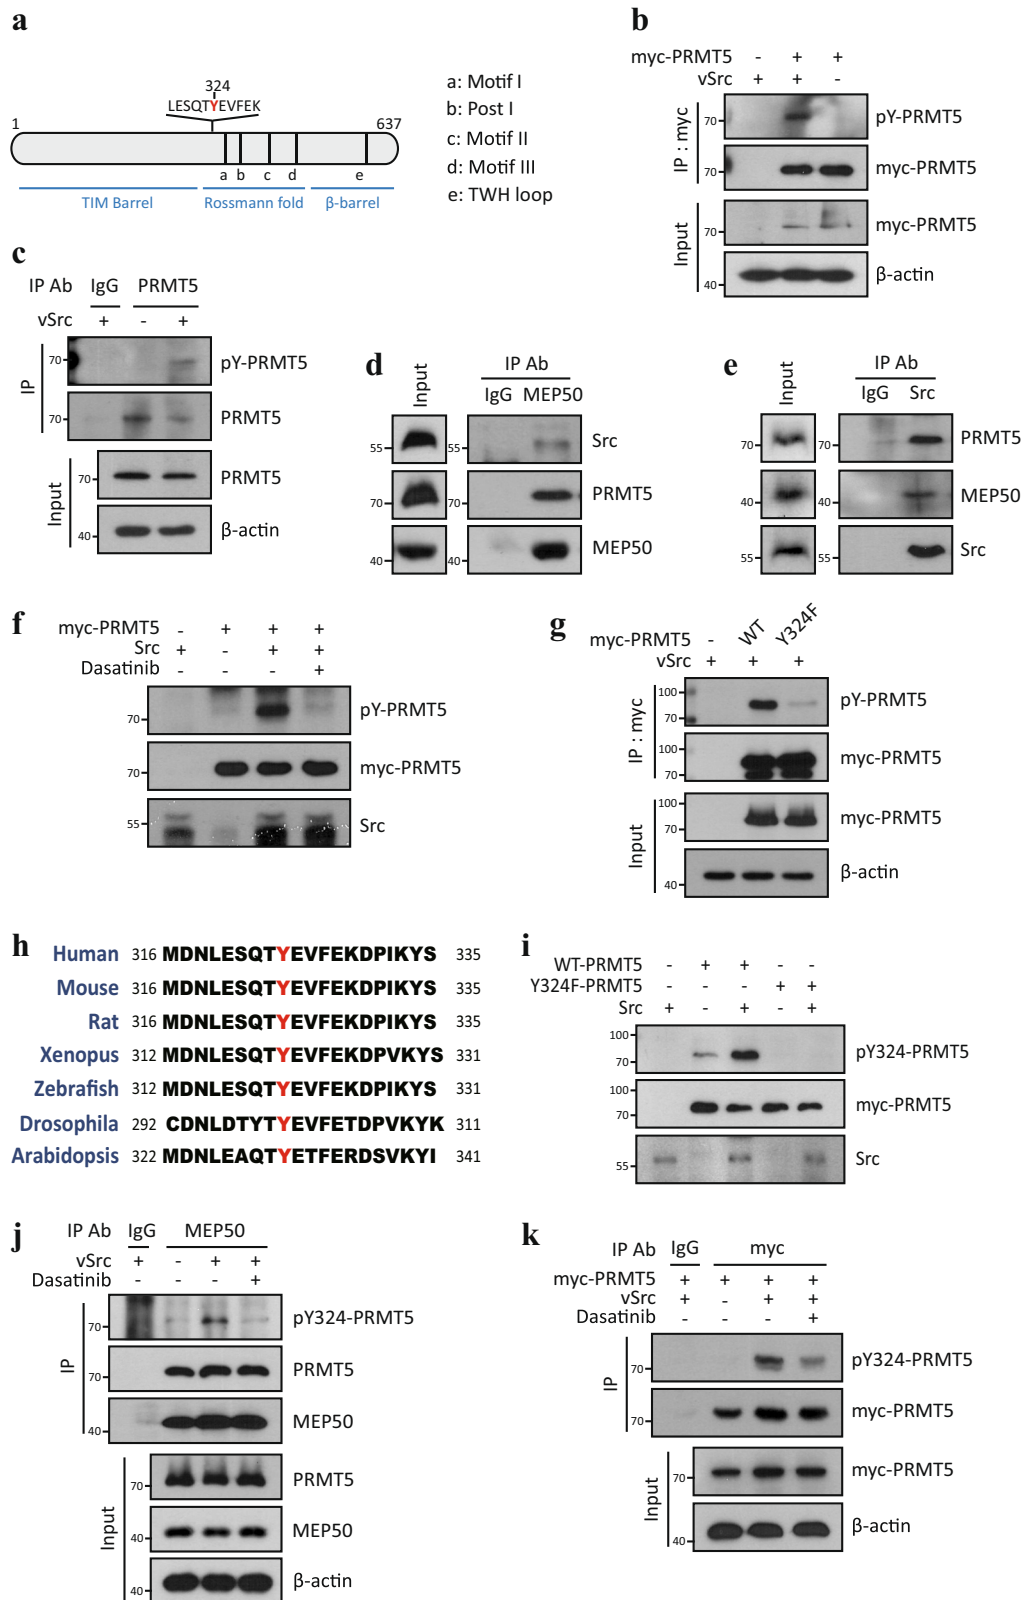 a
324
LESQTYEVFEK
1
637
a b c d e
TIM Barrel Rossmann fold β-barrel
a: Motif I
b: Post I
c: Motif II
d: Motif III
e: TWH loop
b
myc-PRMT5 - + +
vSrc + + -
IP : myc
70 pY-PRMT5
70 myc-PRMT5
Input
70 myc-PRMT5
40 β-actin
c
IP Ab IgG PRMT5
vSrc + - +
IP
70 pY-PRMT5
70 PRMT5
Input
70 PRMT5
40 β-actin
d
Input
IP Ab
IgG MEP50
55 55 Src
70 70 PRMT5
40 40 MEP50
e
Input
IP Ab
IgG Src
70 70 PRMT5
40 40 MEP50
55 55 Src
f
myc-PRMT5 - + + +
Src + - + +
Dasatinib - - - +
70 pY-PRMT5
70 myc-PRMT5
55 Src
g
myc-PRMT5 - WT Y324F
vSrc + + +
IP : myc
100
70 pY-PRMT5
100
70 myc-PRMT5
Input
100
70 myc-PRMT5
40 β-actin
h
Human 316 MDNLESQTYEVFEKDPIKYS 335
Mouse 316 MDNLESQTYEVFEKDPIKYS 335
Rat 316 MDNLESQTYEVFEKDPIKYS 335
Xenopus 312 MDNLESQTYEVFEKDPVKYS 331
Zebrafish 312 MDNLESQTYEVFEKDPIKYS 331
Drosophila 292 CDNLDTYTYEVFETDPVKYK 311
Arabidopsis 322 MDNLEAQTYETFERDSVKYI 341
i
WT-PRMT5 - + + - -
Y324F-PRMT5 - - - + +
Src + - + - +
100
70 pY324-PRMT5
100
70 myc-PRMT5
55 Src
j
IP Ab IgG MEP50
vSrc + - + +
Dasatinib - - - +
IP
70 pY324-PRMT5
70 PRMT5
40 MEP50
Input
70 PRMT5
40 MEP50
40 β-actin
k
IP Ab IgG myc
myc-PRMT5 + + + +
vSrc + - + +
Dasatinib - - - +
IP
70 pY324-PRMT5
70 myc-PRMT5
Input
70 myc-PRMT5
40 β-actin